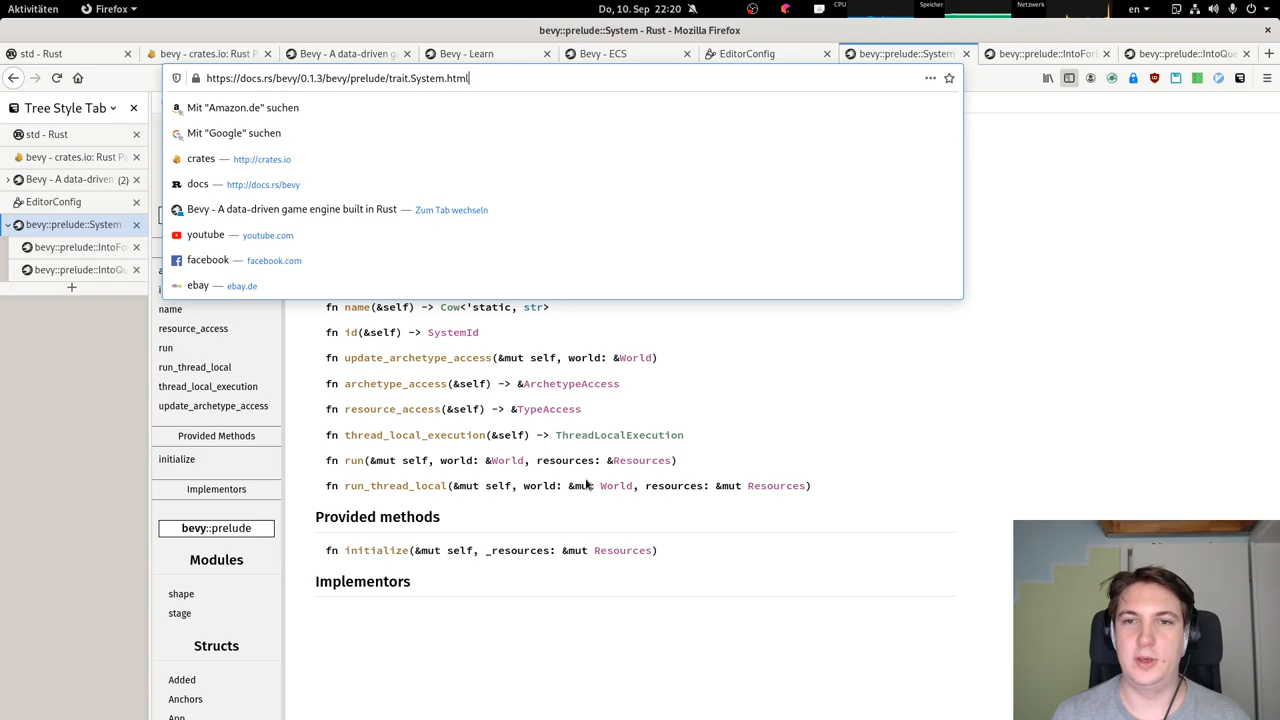 Aktivitäten
Firefox
Do, 10. Sep 22:20
CPU
Speicher
Netzwerk
en
bevy::prelude::System - Rust - Mozilla Firefox
std - Rust
bevy - crates.io: Rust P
Bevy - A data-driven ga
Bevy - Learn
Bevy - ECS
EditorConfig
bevy::prelude::System
bevy::prelude::IntoFor
bevy::prelude::IntoQue
https://docs.rs/bevy/0.1.3/bevy/prelude/trait.System.html
Tree Style Tab
std - Rust
bevy - crates.io: Rust Pa
Bevy - A data-driven (2)
EditorConfig
bevy::prelude::System -
bevy::prelude::IntoFo
bevy::prelude::IntoQu
Mit "Amazon.de" suchen
Mit "Google" suchen
crates — http://crates.io
docs — http://docs.rs/bevy
Bevy - A data-driven game engine built in Rust — Zum Tab wechseln
youtube — youtube.com
facebook — facebook.com
ebay — ebay.de
name
resource_access
run
run_thread_local
thread_local_execution
update_archetype_access
Provided Methods
initialize
Implementors
bevy::prelude
Modules
shape
stage
Structs
Added
Anchors
App
fn name(&self) -> Cow<'static, str>
fn id(&self) -> SystemId
fn update_archetype_access(&mut self, world: &World)
fn archetype_access(&self) -> &ArchetypeAccess
fn resource_access(&self) -> &TypeAccess
fn thread_local_execution(&self) -> ThreadLocalExecution
fn run(&mut self, world: &World, resources: &Resources)
fn run_thread_local(&mut self, world: &mut World, resources: &mut Resources)
Provided methods
fn initialize(&mut self, _resources: &mut Resources)
Implementors